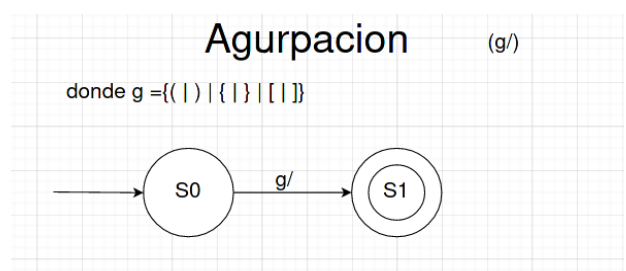 Agurpacion (g/)
donde g ={( | ) | { | } | [ | ]}
g/
S0 S1